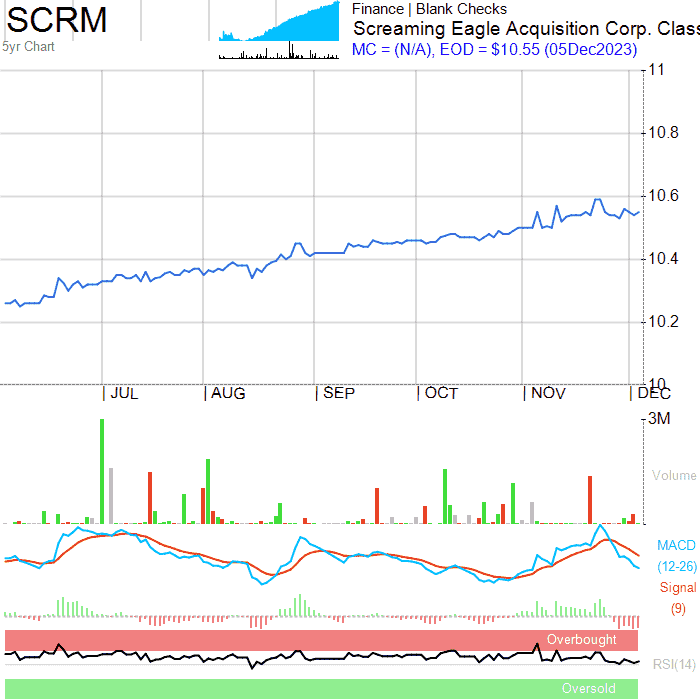 SCRM
5yr Chart
Finance | Blank Checks
Screaming Eagle Acquisition Corp. Class
MC = (N/A), EOD = $10.55 (05Dec2023)
11
10.8
10.6
10.4
10.2
10
| JUL | AUG | SEP | OCT | NOV | DEC
3M
Volume
MACD
(12-26)
Signal
(9)
Overbought
RSI(14)
Oversold